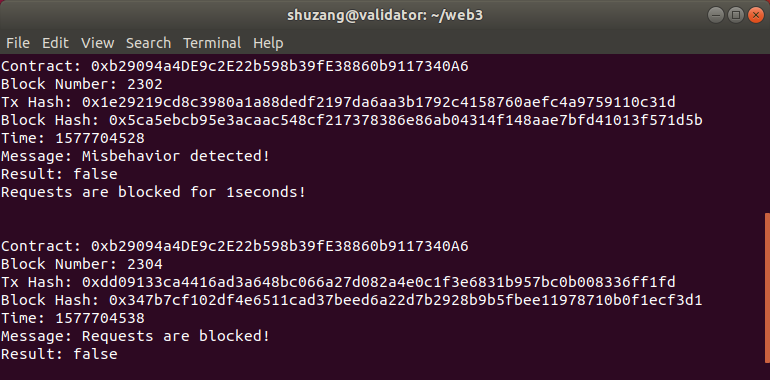 shuzang@validator: ~/web3
File Edit View Search Terminal Help
Contract: 0xb29094a4DE9c2E22b598b39fE38860b9117340A6
Block Number: 2302
Tx Hash: 0x1e29219cd8c3980a1a88dedf2197da6aa3b1792c4158760aefc4a9759110c31d
Block Hash: 0x5ca5ebcb95e3acaac548cf217378386e86ab04314f148aae7bfd41013f571d5b
Time: 1577704528
Message: Misbehavior detected!
Result: false
Requests are blocked for 1seconds!
Contract: 0xb29094a4DE9c2E22b598b39fE38860b9117340A6
Block Number: 2304
Tx Hash: 0xdd09133ca4416ad3a648bc066a27d082a4e0c1f3e6831b957bc0b008336ff1fd
Block Hash: 0x347b7cf102df4e6511cad37beed6a22d7b2928b9b5fbee11978710b0f1ecf3d1
Time: 1577704538
Message: Requests are blocked!
Result: false